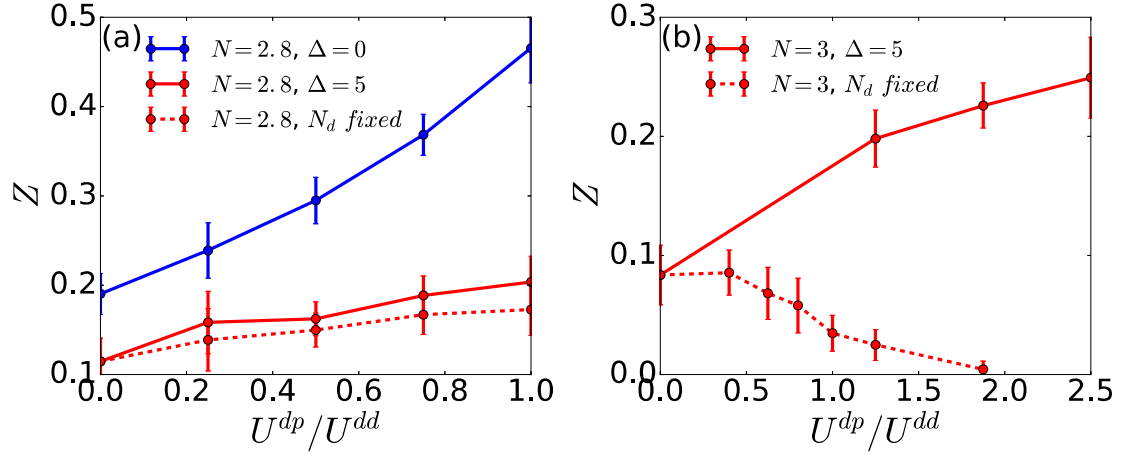 (a)
N=2.8, Δ=0
N=2.8, Δ=5
N=2.8, N_d fixed
Z
0.5
0.4
0.3
0.2
0.1
0.0 0.2 0.4 0.6 0.8 1.0
U^{dp}/U^{dd}
(b)
N=3, Δ=5
N=3, N_d fixed
Z
0.3
0.2
0.1
0.0
0.0 0.5 1.0 1.5 2.0 2.5
U^{dp}/U^{dd}